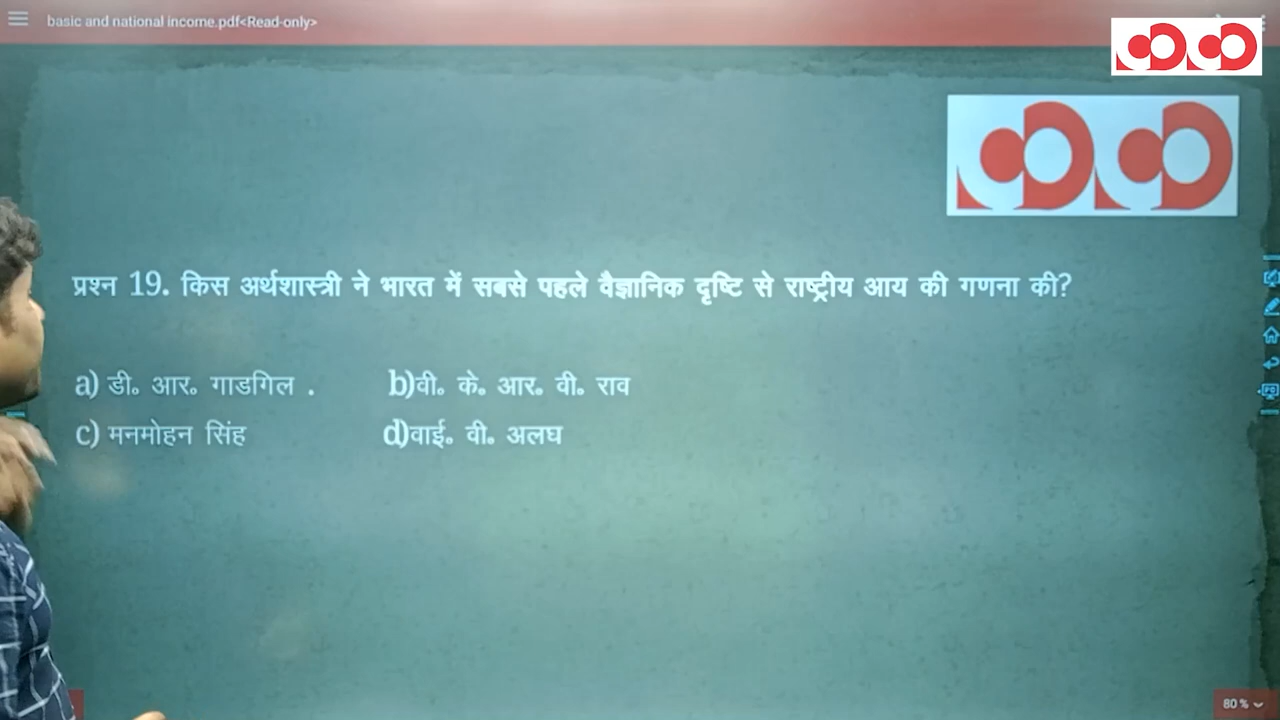 basic and national income.pdf<Read-only>
प्रश्न 19. किस अर्थशास्त्री ने भारत में सबसे पहले वैज्ञानिक दृष्टि से राष्ट्रीय आय की गणना की?
a) डी॰ आर॰ गाडगिल . b)वी॰ के॰ आर॰ वी॰ राव
c) मनमोहन सिंह d)वाई॰ वी॰ अलघ
80 %